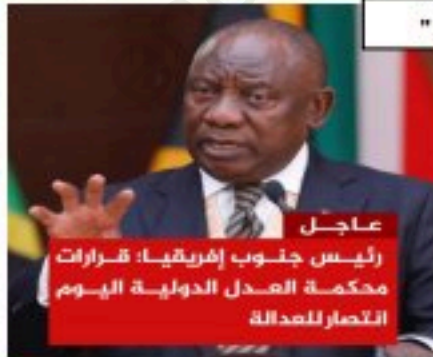 "
عاجل
رئيس جنوب إفريقيا: قرارات
محكمة العدل الدولية اليوم
انتصار للعدالة